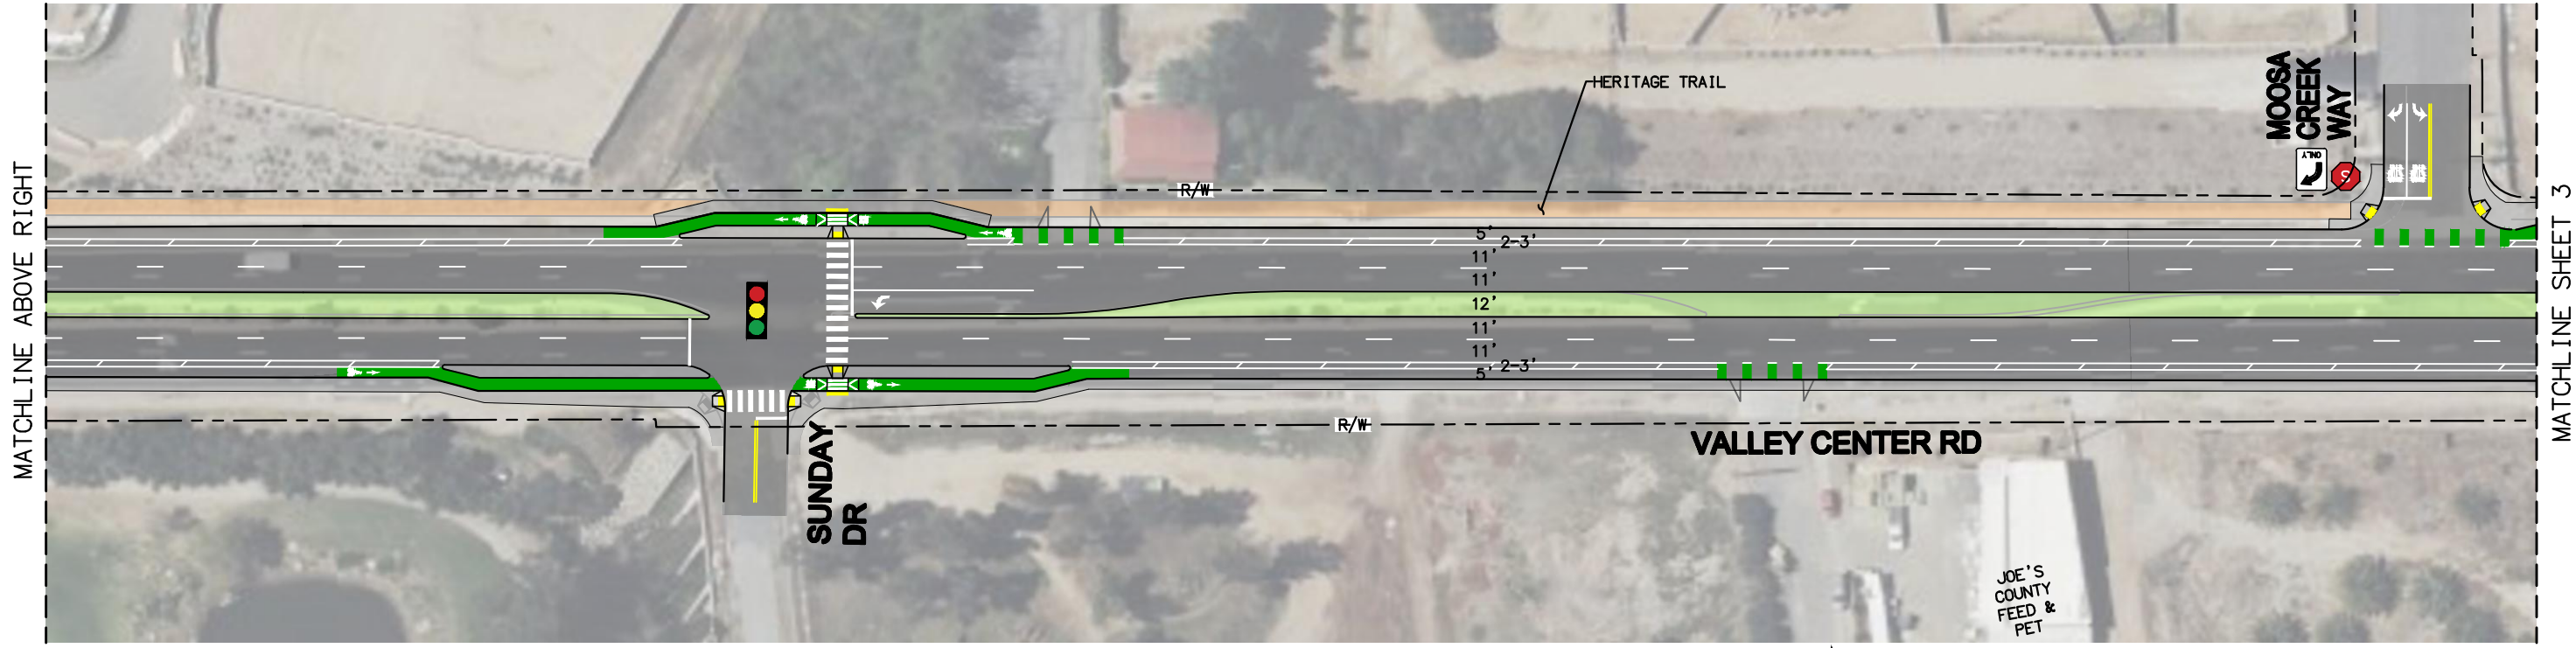 MATCHLINE ABOVE RIGHT
HERITAGE TRAIL
MOOSA
CREEK
WAY
ONLY
S
R/W
5'
2-3'
11'
11'
12'
11'
11'
2-3'
5'
R/W
SUNDAY
DR
VALLEY CENTER RD
JOE'S
COUNTY
FEED &
PET
MATCHLINE SHEET 3